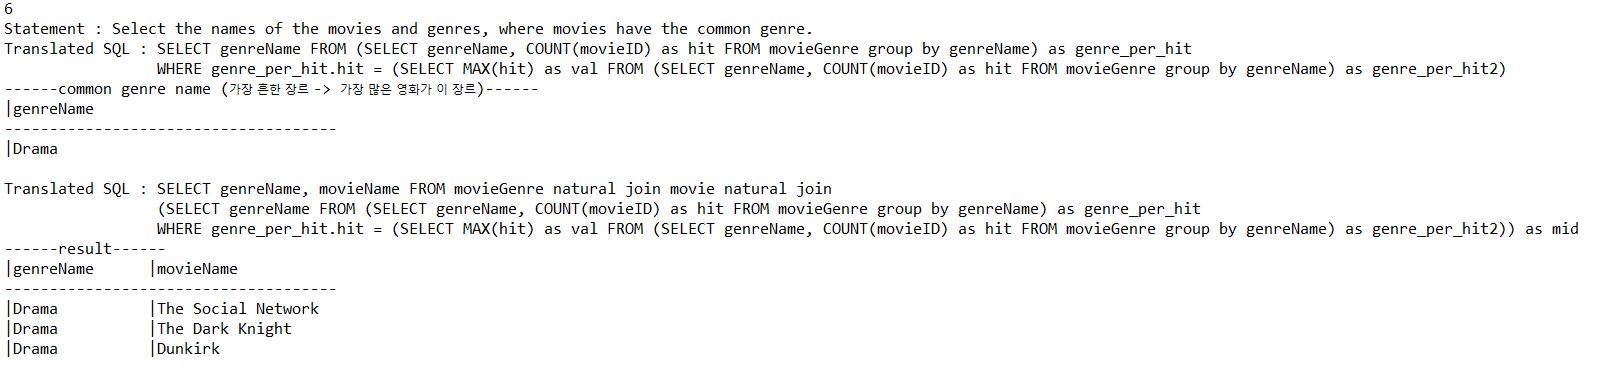 6
Statement : Select the names of the movies and genres, where movies have the common genre.
Translated SQL : SELECT genreName FROM (SELECT genreName, COUNT(movieID) as hit FROM movieGenre group by genreName) as genre_per_hit
WHERE genre_per_hit.hit = (SELECT MAX(hit) as val FROM (SELECT genreName, COUNT(movieID) as hit FROM movieGenre group by genreName) as genre_per_hit2)
------common genre name (가장 흔한 장르 -> 가장 많은 영화가 이 장르)------
|genreName
-------------------------------------
|Drama
Translated SQL : SELECT genreName, movieName FROM movieGenre natural join movie natural join
(SELECT genreName FROM (SELECT genreName, COUNT(movieID) as hit FROM movieGenre group by genreName) as genre_per_hit
WHERE genre_per_hit.hit = (SELECT MAX(hit) as val FROM (SELECT genreName, COUNT(movieID) as hit FROM movieGenre group by genreName) as genre_per_hit2)) as mid
------result------
|genreName |movieName
-------------------------------------
|Drama |The Social Network
|Drama |The Dark Knight
|Drama |Dunkirk